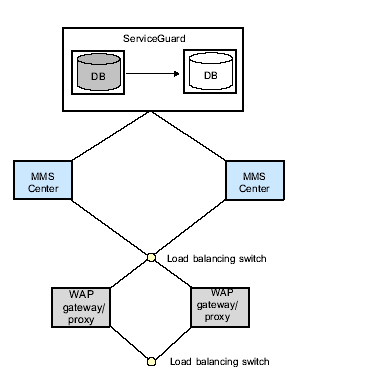 ServiceGuard
DB
DB
MMS
Center
MMS
Center
Load balancing switch
WAP
gateway/
proxy
WAP
gateway/
proxy
Load balancing switch